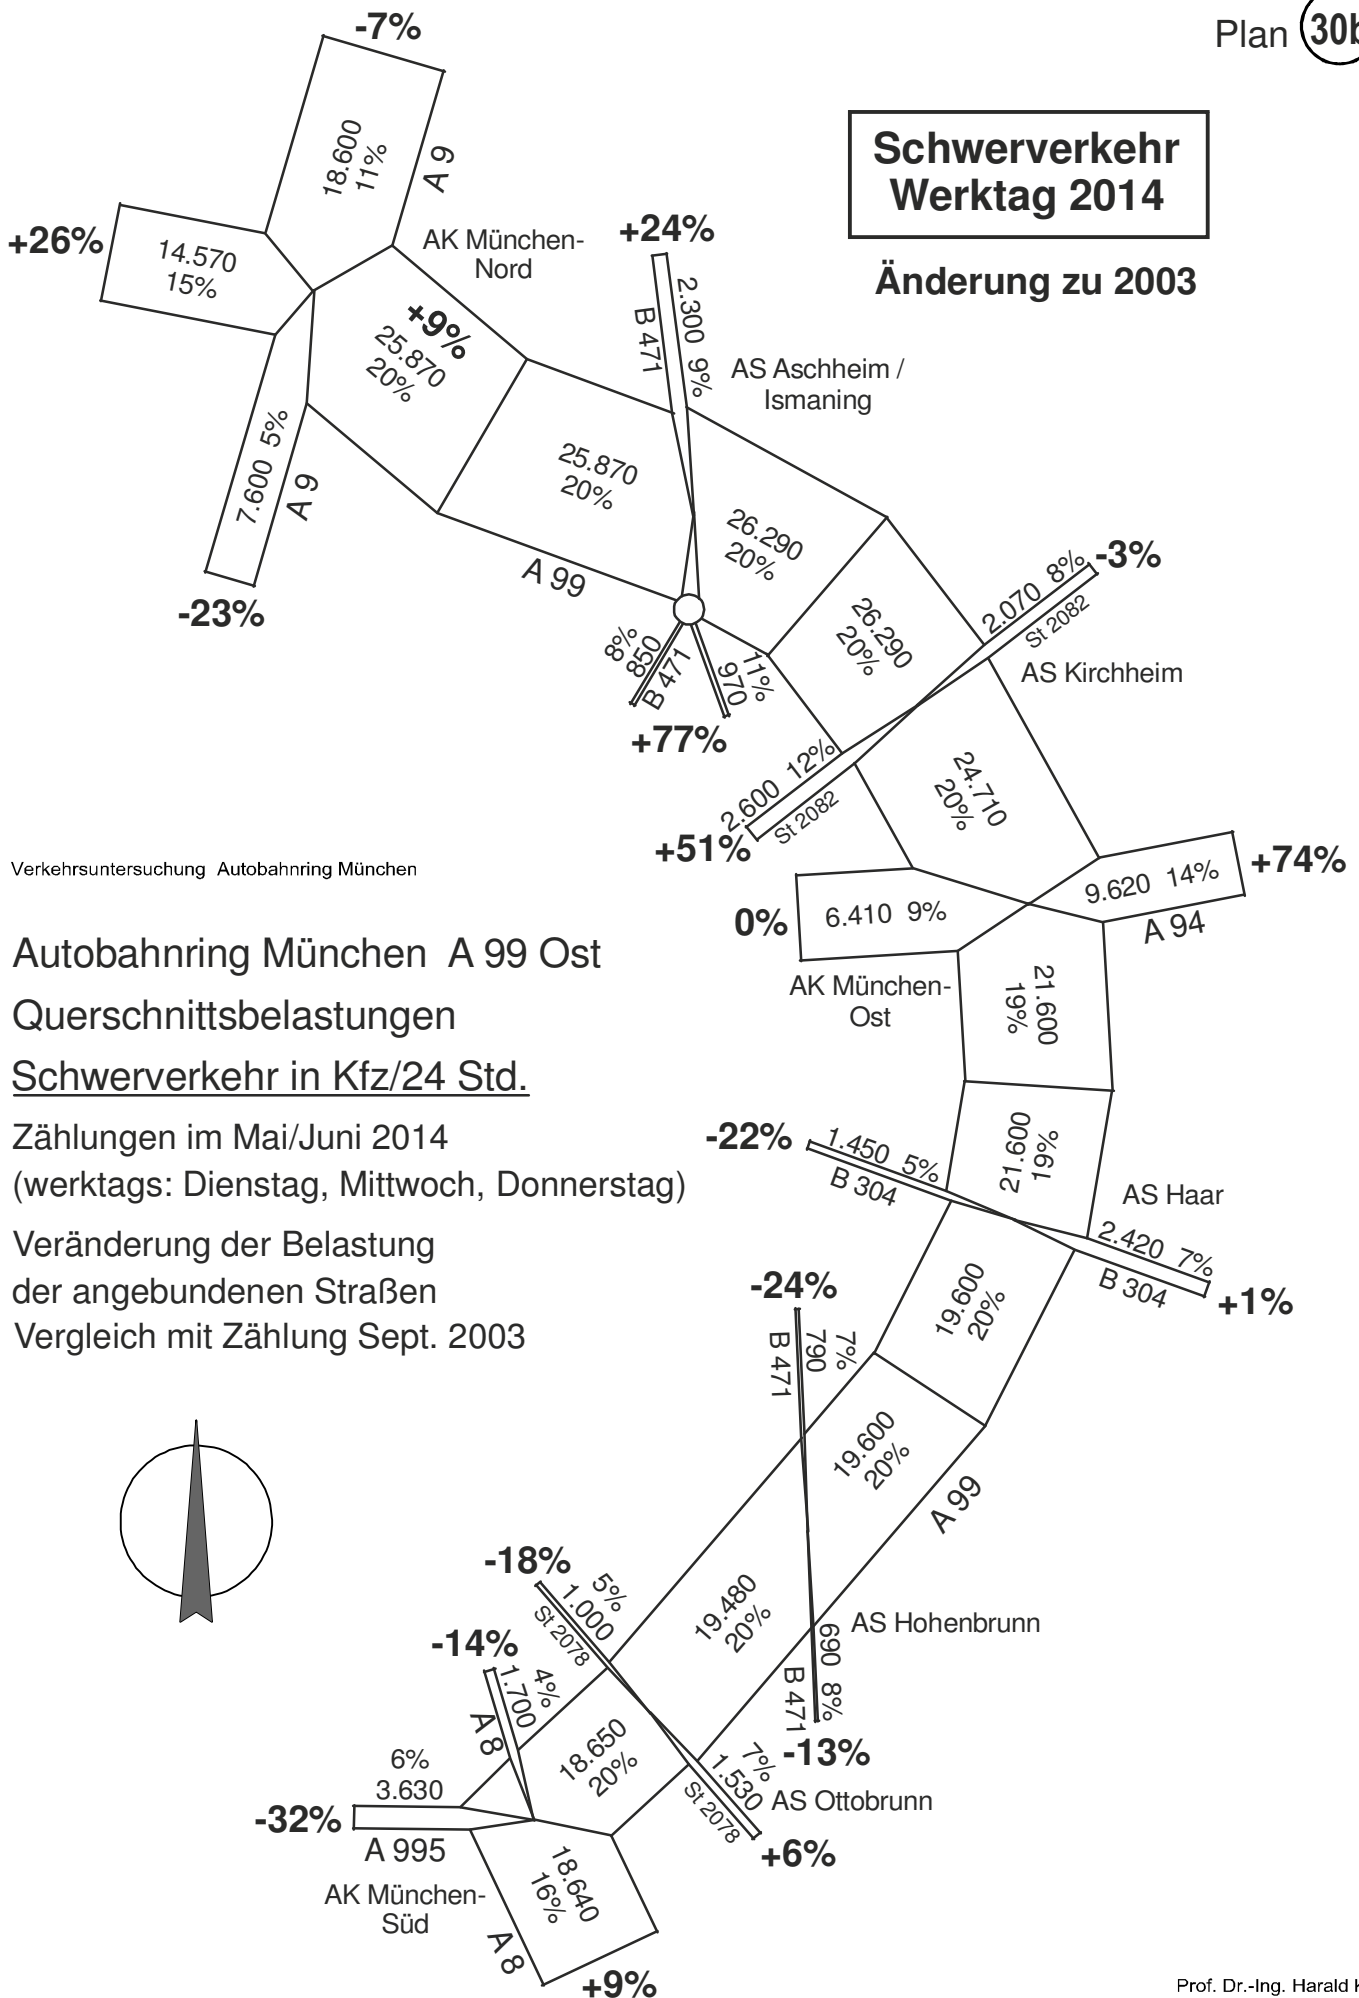 Plan 30b
Schwerverkehr
Werktag 2014
Änderung zu 2003
-7%
18.600
11%
A 9
+26%
14.570
15%
AK München-
Nord
+9%
25.870
20%
7.600 5%
A 9
-23%
+24%
2.300 9%
B 471
AS Aschheim /
Ismaning
25.870
20%
A 99
26.290
20%
8%
850
B 471
11%
970
+77%
26.290
20%
2.070 8%
-3%
St 2082
AS Kirchheim
2.600 12%
St 2082
+51%
24.710
20%
9.620 14%
+74%
A 94
0%
6.410 9%
AK München-
Ost
21.600
19%
Verkehrsuntersuchung Autobahnring München
Autobahnring München A 99 Ost
Querschnittsbelastungen
Schwerverkehr in Kfz/24 Std.
Zählungen im Mai/Juni 2014
(werktags: Dienstag, Mittwoch, Donnerstag)
Veränderung der Belastung
der angebundenen Straßen
Vergleich mit Zählung Sept. 2003
-22%
1.450 5%
B 304
21.600
19%
AS Haar
2.420 7%
B 304
+1%
19.600
20%
-24%
7%
790
B 471
19.600
20%
A 99
19.480
20%
AS Hohenbrunn
690 8%
B 471
-13%
-18%
5%
1.000
St 2078
-14%
4%
1.700
A 8
18.650
20%
7%
1.530
St 2078
AS Ottobrunn
+6%
6%
3.630
-32%
A 995
AK München-
Süd
18.640
16%
A 8
+9%
Prof. Dr.-Ing. Harald